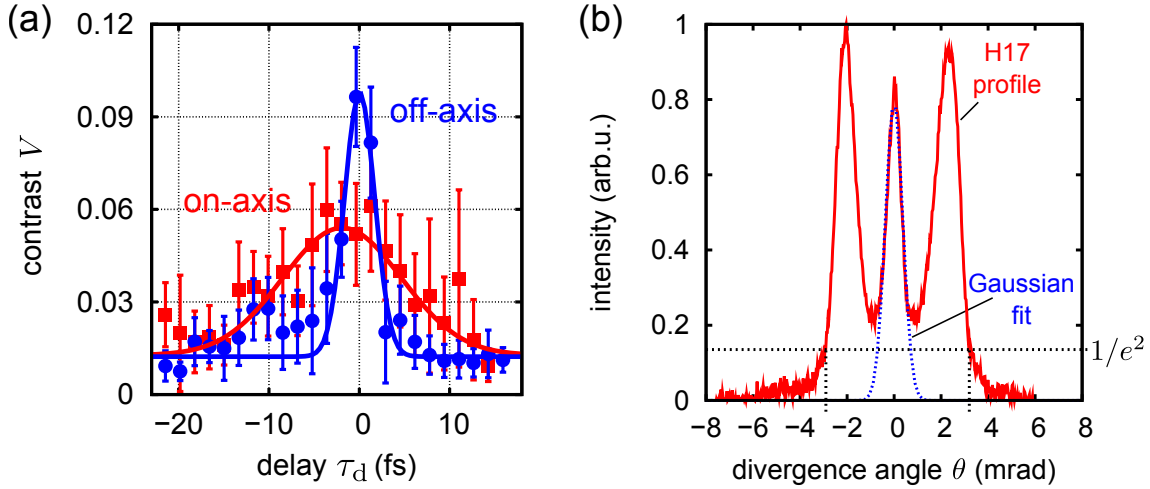 (a)
0.12
0.09
0.06
0.03
0
contrast V
off-axis
on-axis
−20
−10
0
10
delay τd (fs)
(b)
1
0.8
0.6
0.4
0.2
0
intensity (arb.u.)
H17
profile
Gaussian
fit
1/e²
−8
−6
−4
−2
0
2
4
6
8
divergence angle θ (mrad)